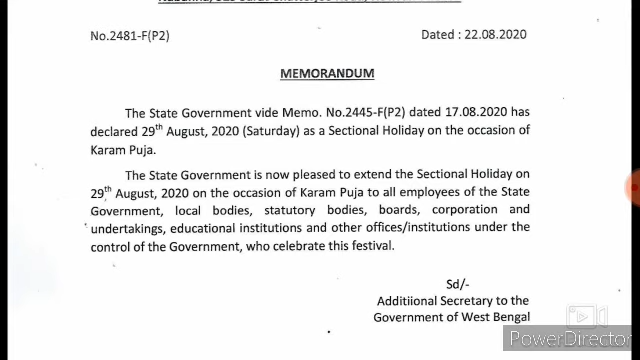 No.2481-F(P2) Dated : 22.08.2020
MEMORANDUM
The State Government vide Memo. No.2445-F(P2) dated 17.08.2020 has
declared 29th August, 2020 (Saturday) as a Sectional Holiday on the occasion of
Karam Puja.
The State Government is now pleased to extend the Sectional Holiday on
29th August, 2020 on the occasion of Karam Puja to all employees of the State
Government, local bodies, statutory bodies, boards, corporation and
undertakings, educational institutions and other offices/institutions under the
control of the Government, who celebrate this festival.
Sd/-
Additiional Secretary to the
Government of West Bengal
PowerDirector